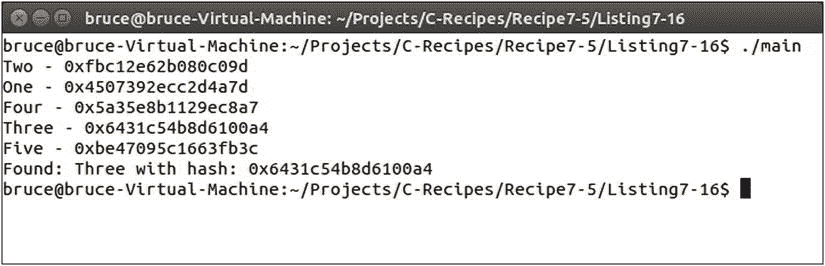 bruce@bruce-Virtual-Machine: ~/Projects/C-Recipes/Recipe7-5/Listing7-16
bruce@bruce-Virtual-Machine:~/Projects/C-Recipes/Recipe7-5/Listing7-16$ ./main
Two - 0xfbc12e62b080c09d
One - 0x4507392ecc2d4a7d
Four - 0x5a35e8b1129ec8a7
Three - 0x6431c54b8d6100a4
Five - 0xbe47095c1663fb3c
Found: Three with hash: 0x6431c54b8d6100a4
bruce@bruce-Virtual-Machine:~/Projects/C-Recipes/Recipe7-5/Listing7-16$